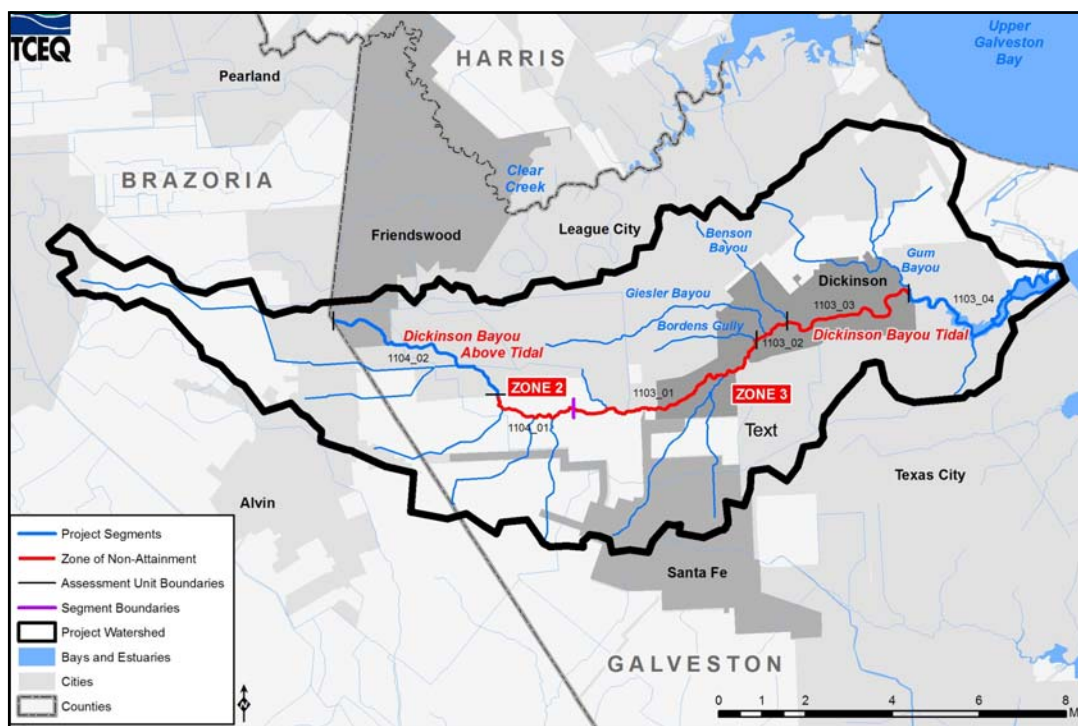 TCEQ
Pearland
HARRIS
Upper
Galveston
Bay
BRAZORIA
Clear
Creek
Friendswood
League City
Benson
Bayou
Gum
Bayou
Dickinson
Giesler Bayou
1103_03
1103_04
Bordens Gully
Dickinson Bayou
Above Tidal
1104_02
1103_02
Dickinson Bayou Tidal
ZONE 2
1103_01
ZONE 3
1104_01
Text
Texas City
Alvin
Santa Fe
GALVESTON
Project Segments
Zone of Non-Attainment
Assessment Unit Boundaries
Segment Boundaries
Project Watershed
Bays and Estuaries
Cities
Counties
N
0 1 2 4 6 8
M